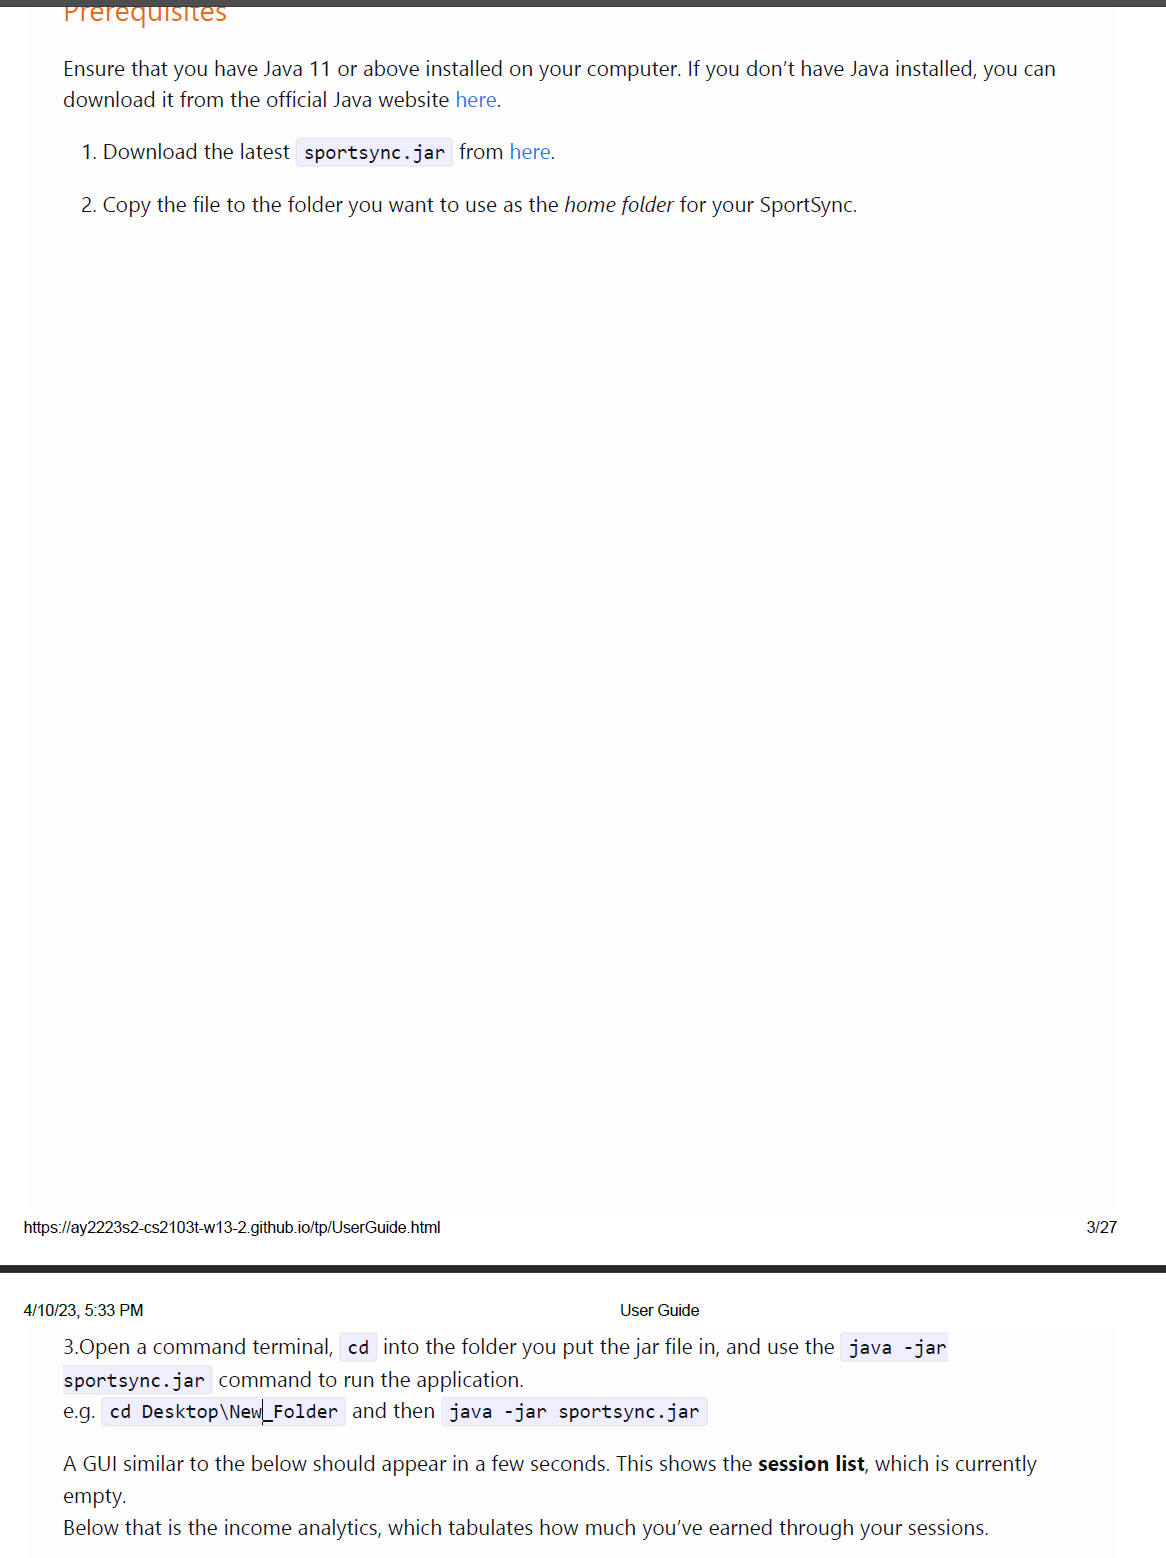 Prerequisites
Ensure that you have Java 11 or above installed on your computer. If you don’t have Java installed, you can
download it from the official Java website here.
1. Download the latest sportsync.jar from here.
2. Copy the file to the folder you want to use as the home folder for your SportSync.
https://ay2223s2-cs2103t-w13-2.github.io/tp/UserGuide.html 3/27
4/10/23, 5:33 PM User Guide
3.Open a command terminal, cd into the folder you put the jar file in, and use the java -jar
sportsync.jar command to run the application.
e.g. cd Desktop\New_Folder and then java -jar sportsync.jar
A GUI similar to the below should appear in a few seconds. This shows the session list, which is currently
empty.
Below that is the income analytics, which tabulates how much you’ve earned through your sessions.